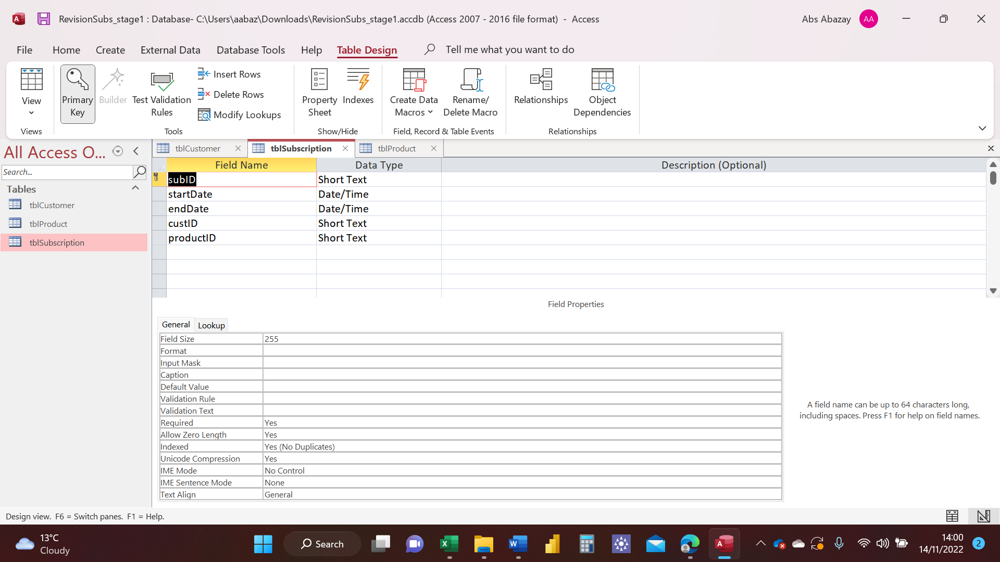 RevisionSubs_stage1 : Database- C:\Users\aabaz\Downloads\RevisionSubs_stage1.accdb (Access 2007 - 2016 file format)  -  Access
Abs Abazay
AA
File
Home
Create
External Data
Database Tools
Help
Table Design
Tell me what you want to do
View
Primary Key
Builder
Test Validation Rules
Insert Rows
Delete Rows
Modify Lookups
Property Sheet
Indexes
Create Data Macros
Rename/ Delete Macro
Relationships
Object Dependencies
Views
Tools
Show/Hide
Field, Record & Table Events
Relationships
All Access O...
Search...
Tables
tblCustomer
tblProduct
tblSubscription
tblCustomer
tblSubscription
tblProduct
Field Name	Data Type	Description (Optional)
subID	Short Text
startDate	Date/Time
endDate	Date/Time
custID	Short Text
productID	Short Text
Field Properties
General	Lookup
Field Size	255
Format
Input Mask
Caption
Default Value
Validation Rule
Validation Text
Required	Yes
Allow Zero Length	Yes
Indexed	Yes (No Duplicates)
Unicode Compression	Yes
IME Mode	No Control
IME Sentence Mode	None
Text Align	General
A field name can be up to 64 characters long,
including spaces. Press F1 for help on field names.
Design view.  F6 = Switch panes.  F1 = Help.
13°C
Cloudy
Search
14:00
14/11/2022
2